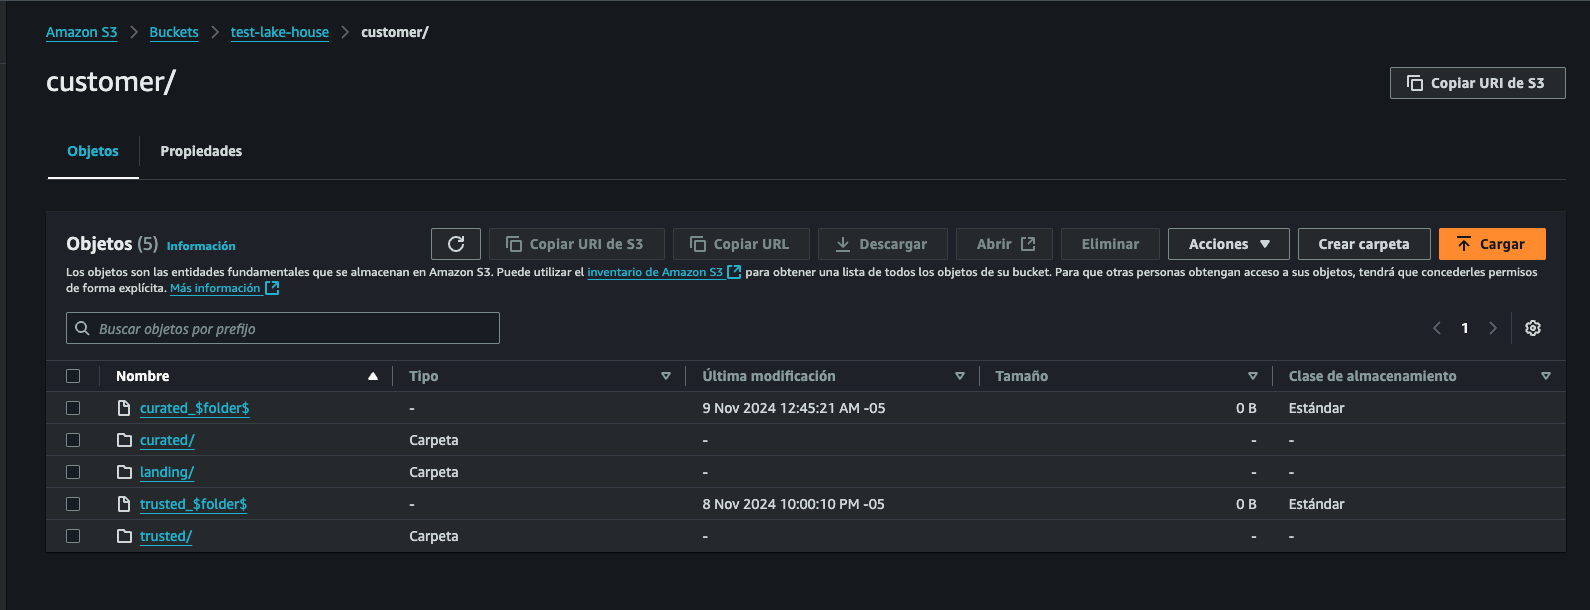 Amazon S3 > Buckets > test-lake-house > customer/
customer/
Copiar URI de S3
Objetos Propiedades
Objetos (5) Información
Copiar URI de S3 Copiar URL Descargar Abrir Eliminar Acciones Crear carpeta Cargar
Los objetos son las entidades fundamentales que se almacenan en Amazon S3. Puede utilizar el inventario de Amazon S3 para obtener una lista de todos los objetos de su bucket. Para que otras personas obtengan acceso a sus objetos, tendrá que concederles permisos
de forma explícita. Más información
Buscar objetos por prefijo
1
Nombre Tipo Última modificación Tamaño Clase de almacenamiento
curated_$folder$ - 9 Nov 2024 12:45:21 AM -05 0 B Estándar
curated/ Carpeta - - -
landing/ Carpeta - - -
trusted_$folder$ - 8 Nov 2024 10:00:10 PM -05 0 B Estándar
trusted/ Carpeta - - -